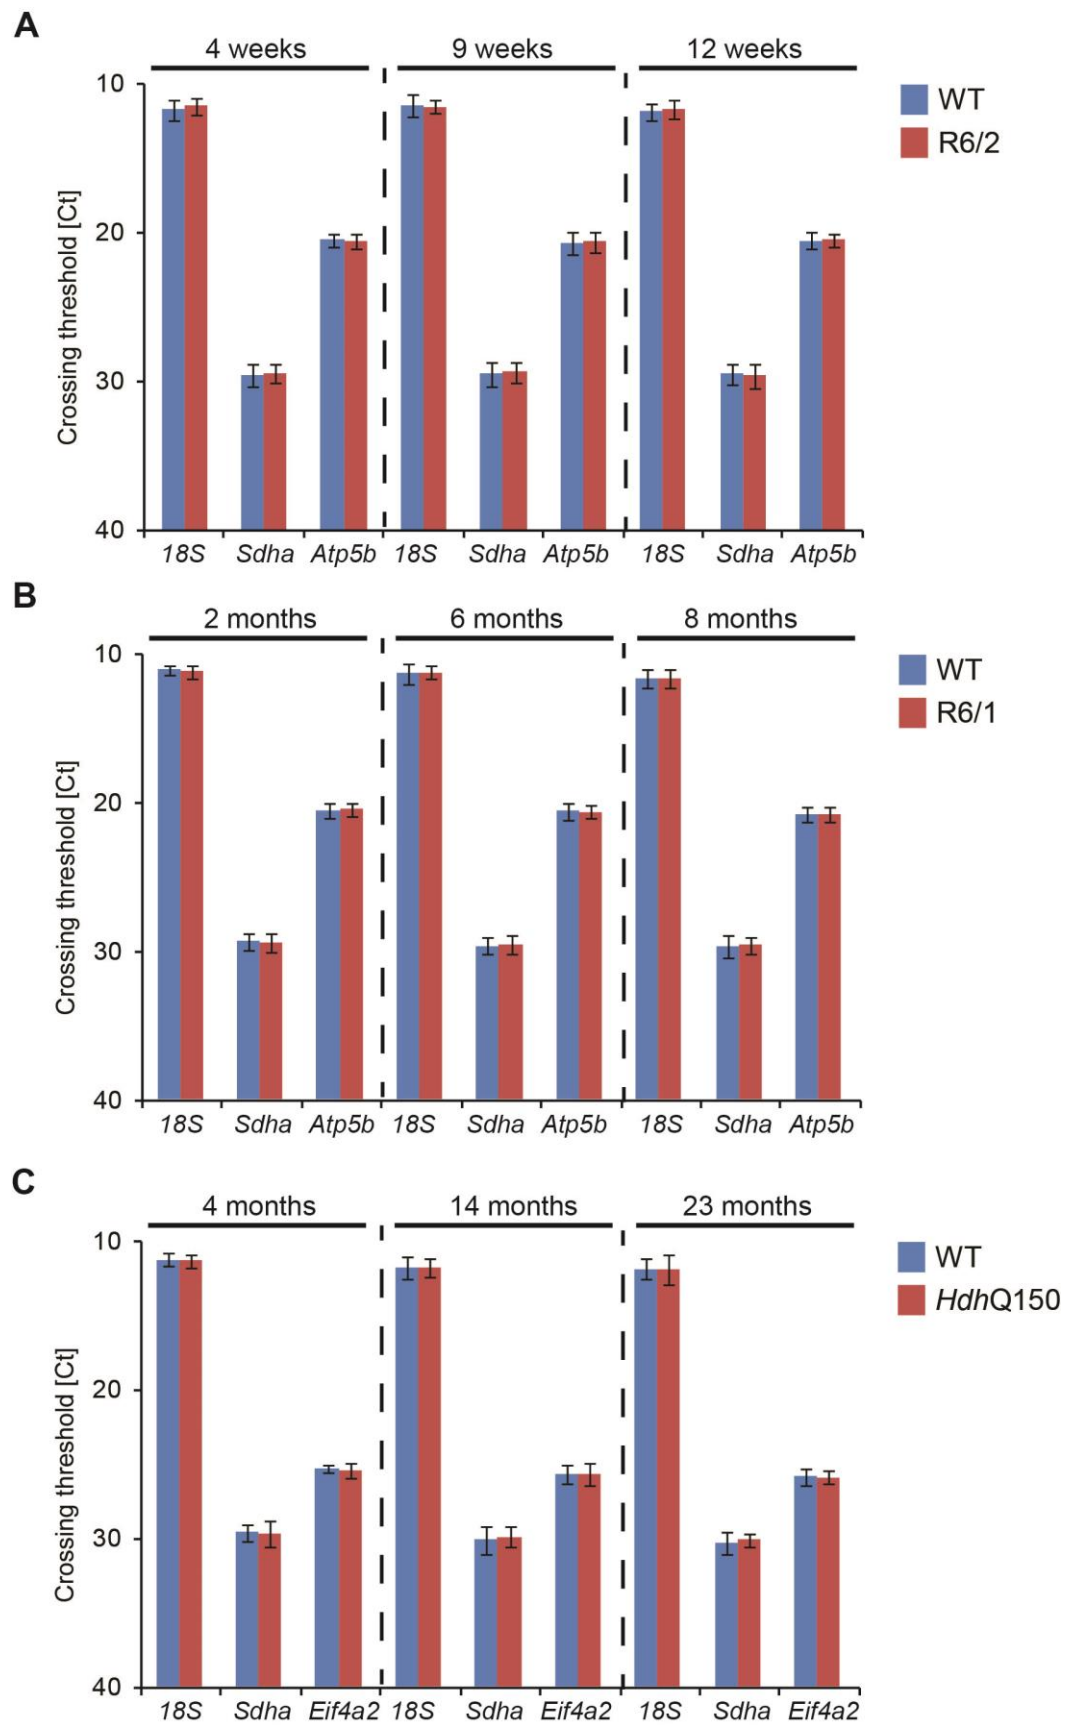 A
4 weeks 9 weeks 12 weeks
WT
R6/2
Crossing threshold [Ct]
10
20
30
40
18S Sdha Atp5b 18S Sdha Atp5b 18S Sdha Atp5b
B
2 months 6 months 8 months
WT
R6/1
Crossing threshold [Ct]
10
20
30
40
18S Sdha Atp5b 18S Sdha Atp5b 18S Sdha Atp5b
C
4 months 14 months 23 months
WT
HdhQ150
Crossing threshold [Ct]
10
20
30
40
18S Sdha Eif4a2 18S Sdha Eif4a2 18S Sdha Eif4a2